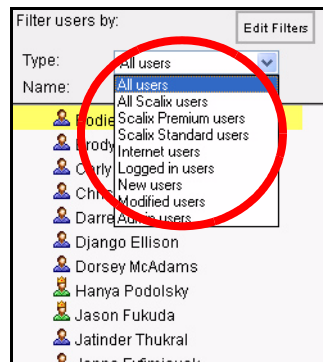 Filter users by:
Edit Filters
Type:
All users
Name:
All users
All Scalix users
Scalix Premium users
Scalix Standard users
Internet users
Logged in users
New users
Modified users
Admin users
Django Ellison
Dorsey McAdams
Hanya Podolsky
Jason Fukuda
Jatinder Thukral